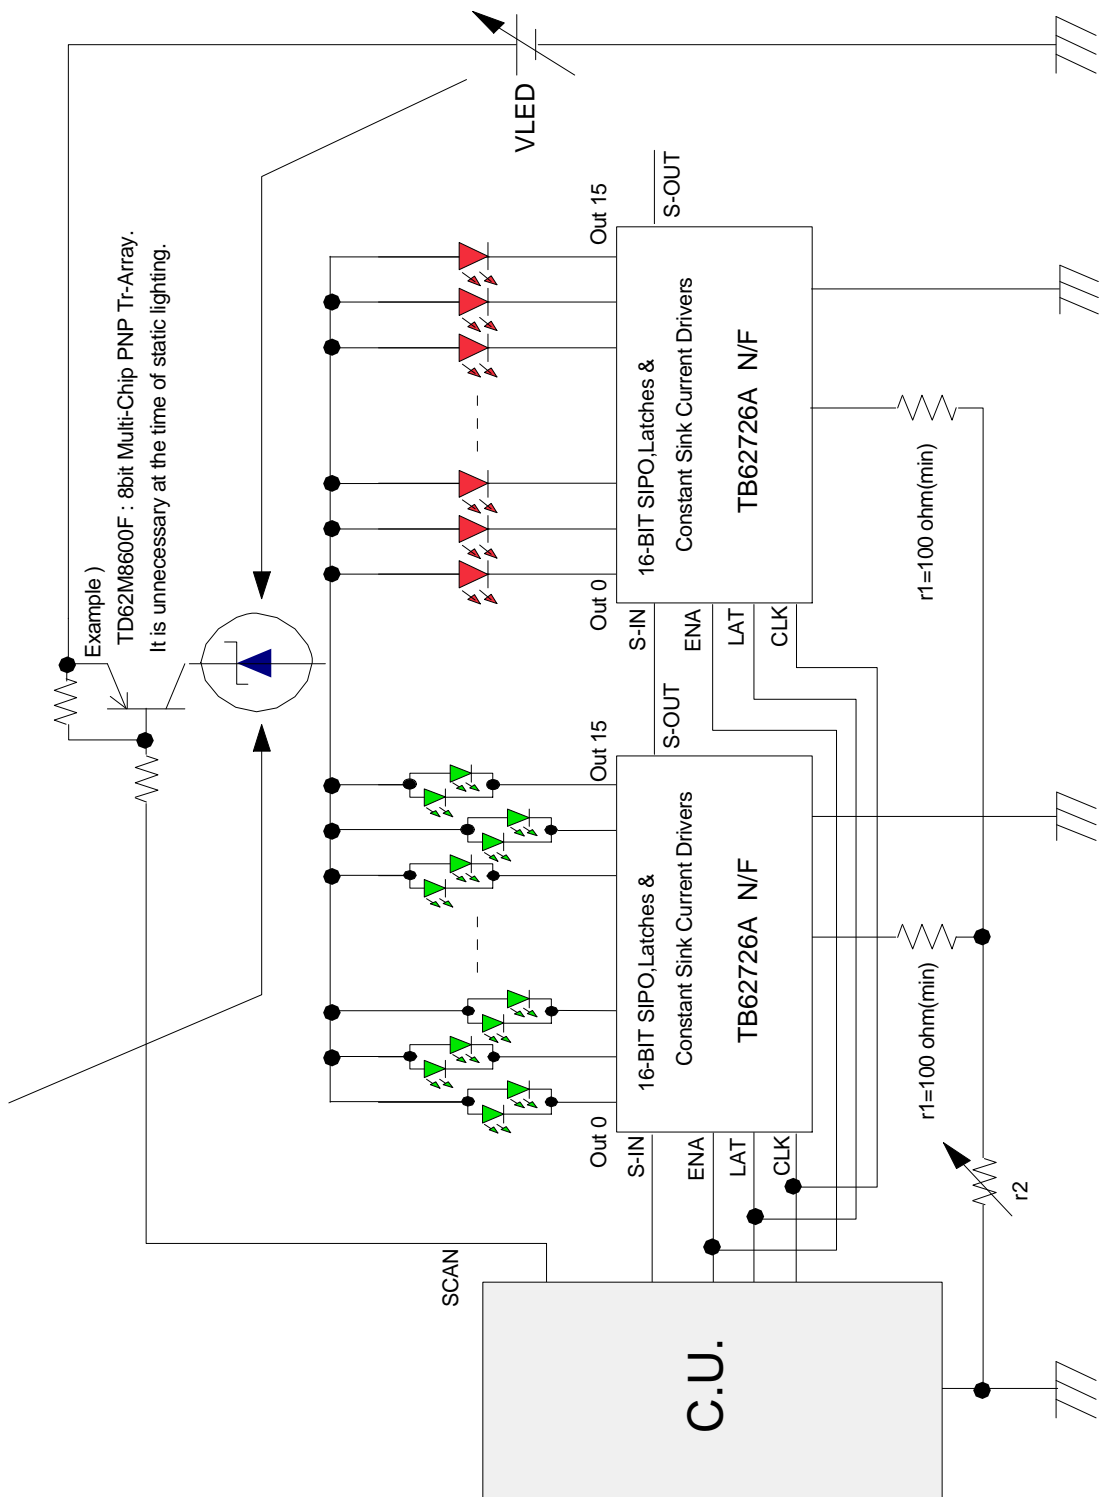 Example )
TD62M8600F : 8bit Multi-Chip PNP Tr-Array.
It is unnecessary at the time of static lighting.
VLED
SCAN
C.U.
Out 0
Out 15
S-IN
ENA
LAT
CLK
S-OUT
16-BIT SIPO,Latches &
Constant Sink Current Drivers
TB62726A N/F
r1=100 ohm(min)
Out 0
Out 15
S-IN
ENA
LAT
CLK
S-OUT
16-BIT SIPO,Latches &
Constant Sink Current Drivers
TB62726A N/F
r1=100 ohm(min)
r2